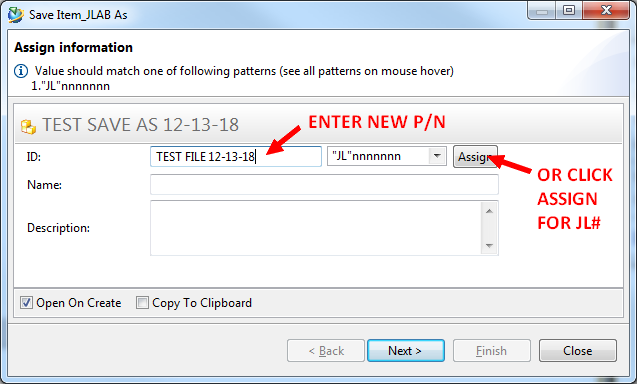 Save Item_JLAB As
Assign information
Value should match one of following patterns (see all patterns on mouse hover)
1."JL"nnnnnnn
TEST SAVE AS 12-13-18
ENTER NEW P/N
ID:
TEST FILE 12-13-18
"JL"nnnnnnn
Assign
OR CLICK
ASSIGN
FOR JL#
Name:
Description:
Open On Create
Copy To Clipboard
< Back
Next >
Finish
Close